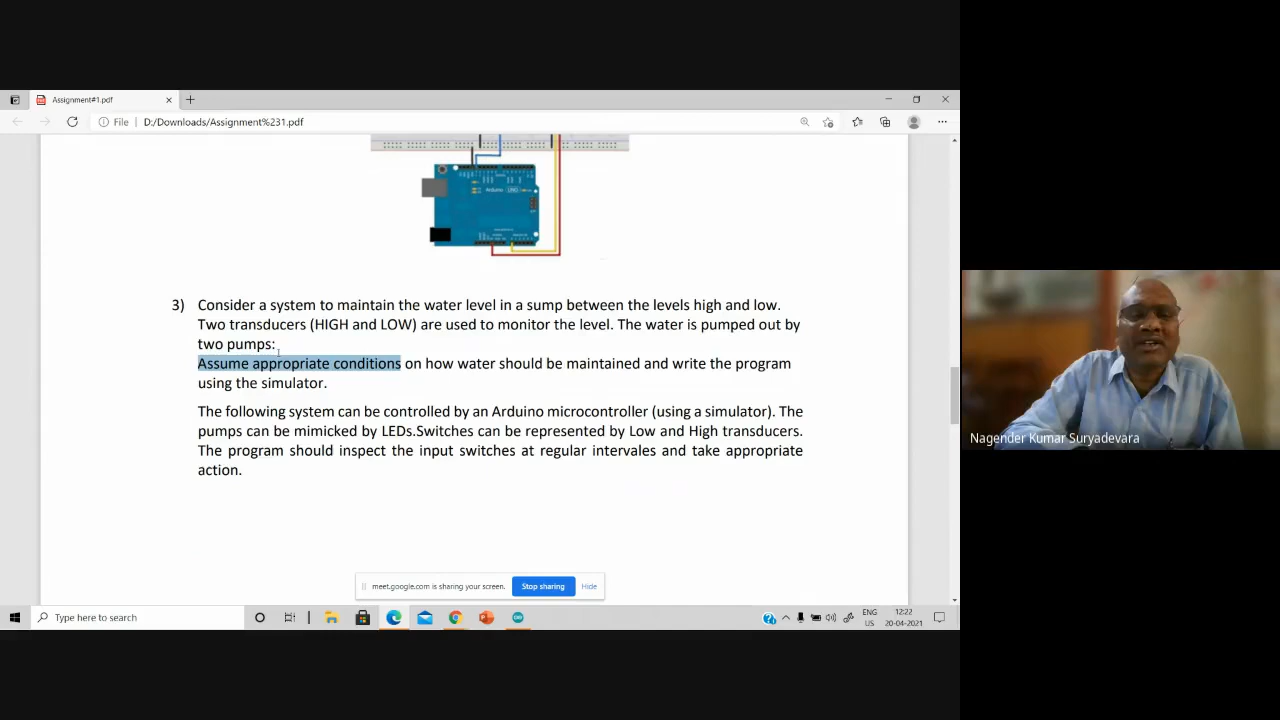 Assignment#1.pdf
File
D:/Downloads/Assignment%231.pdf
Arduino UNO
3) Consider a system to maintain the water level in a sump between the levels high and low.
Two transducers (HIGH and LOW) are used to monitor the level. The water is pumped out by
two pumps:
Assume appropriate conditions on how water should be maintained and write the program
using the simulator.
The following system can be controlled by an Arduino microcontroller (using a simulator). The
pumps can be mimicked by LEDs.Switches can be represented by Low and High transducers.
The program should inspect the input switches at regular intervales and take appropriate
action.
Nagender Kumar Suryadevara
meet.google.com is sharing your screen.
Stop sharing
Hide
Type here to search
ENG
US
12:22
20-04-2021